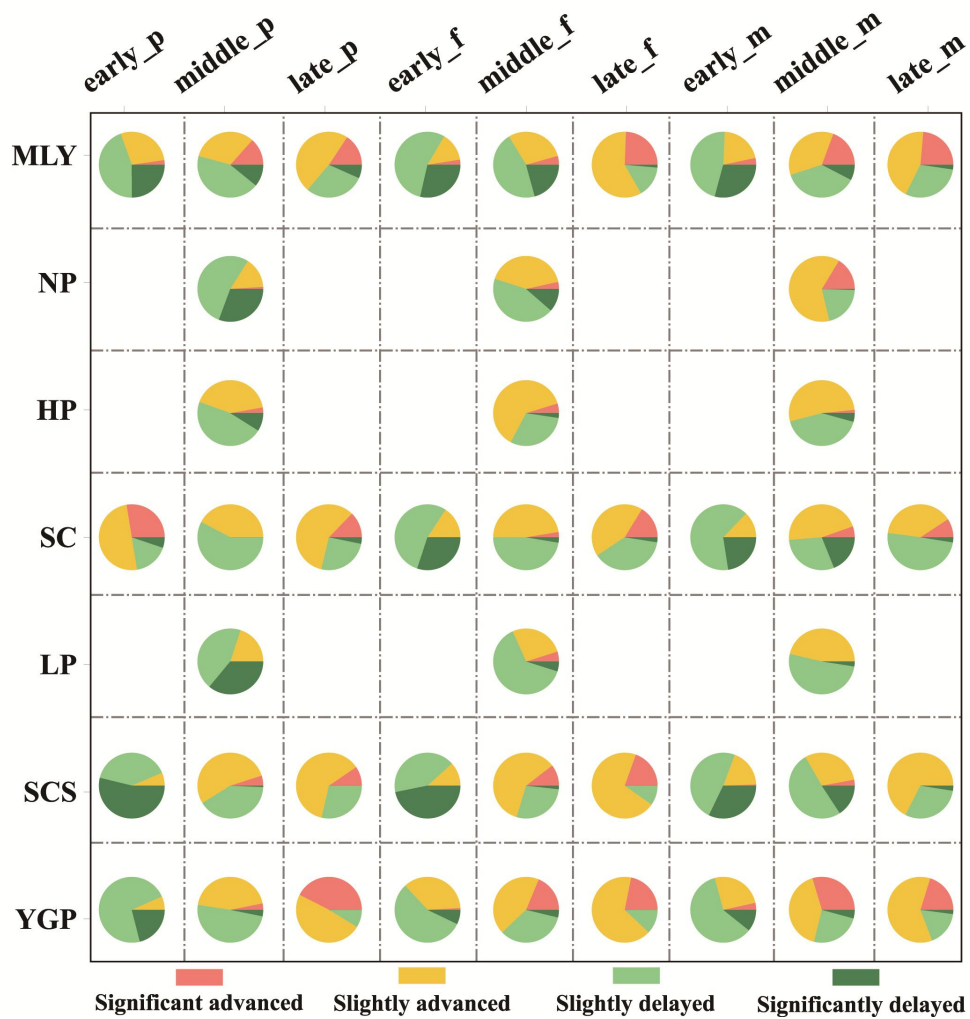 early_p middle_p late_p early_f middle_f late_f early_m middle_m late_m
MLY
NP
HP
SC
LP
SCS
YGP
Significant advanced Slightly advanced Slightly delayed Significantly delayed